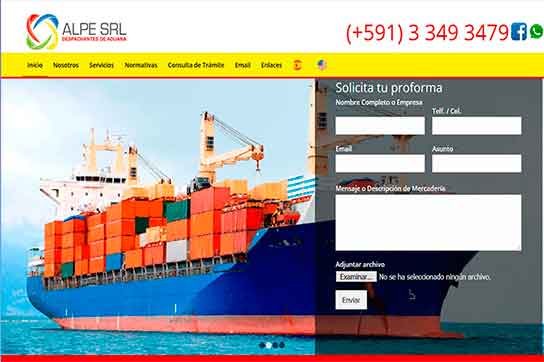 ALPE SRL
DESPACHANTES DE ADUANA
(+591) 3 349 3479
Inicio Nosotros Servicios Normativas Consulta de Trámite Email Enlaces
Solicita tu proforma
Nombre Completo o Empresa
Telf. / Cel.
Email Asunto
Mensaje o Descripción de Mercadería
Adjuntar archivo
Examinar... No se ha seleccionado ningún archivo.
Enviar